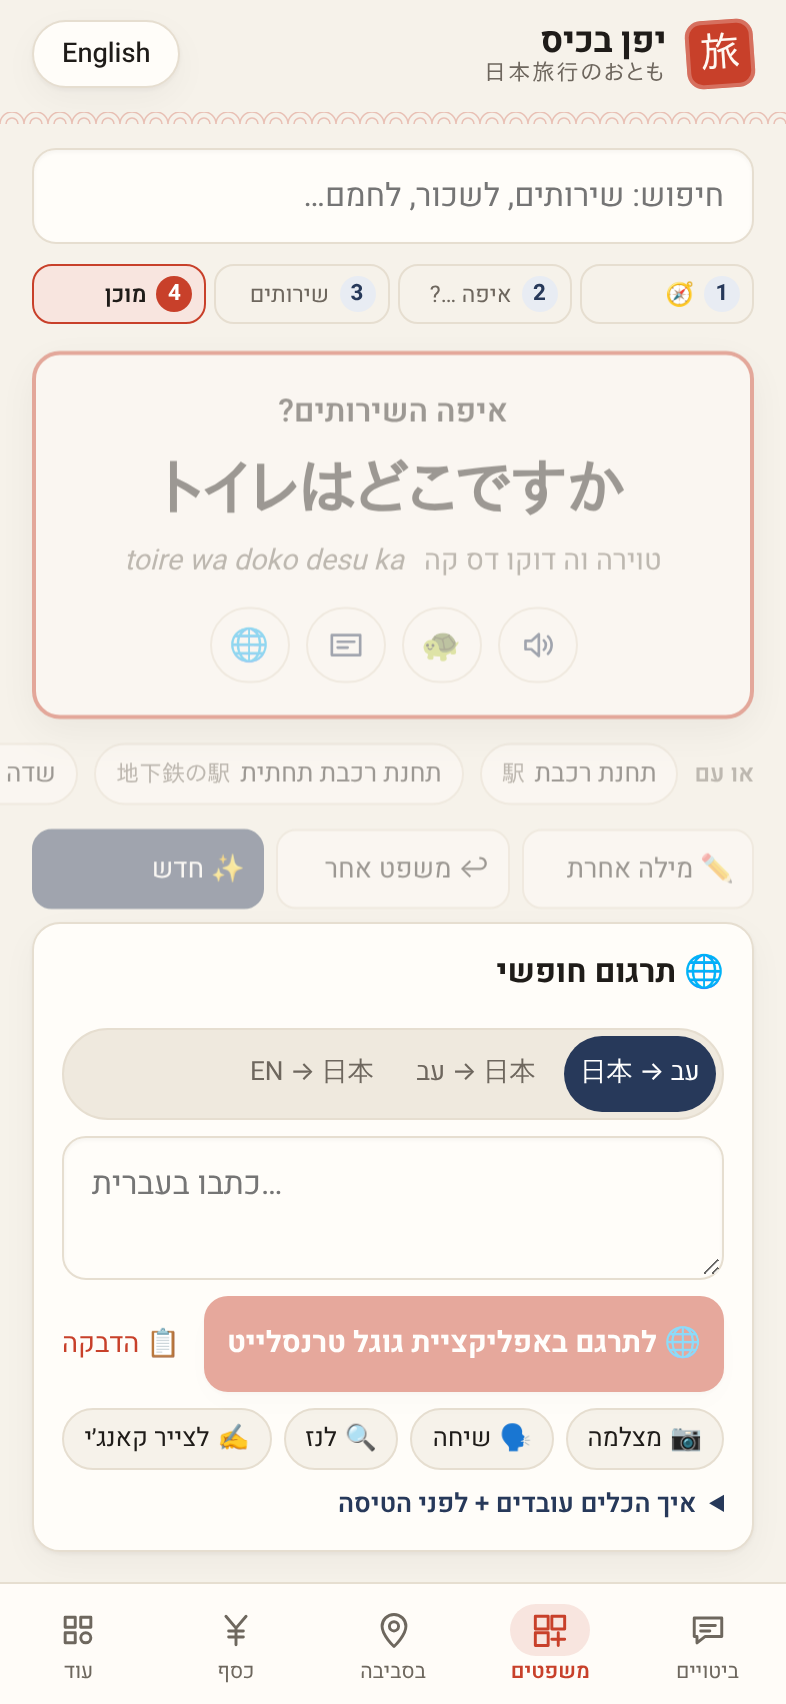 旅
יפן בכיס
日本旅行のおとも
English
חיפוש: שירותים, לשכור, לחמם...
1 🧭
2 איפה ...?
3 שירותים
4 מוכן
איפה השירותים?
トイレはどこですか
טוירה וה דוקו דס קה toire wa doko desu ka
או עם
תחנת רכבת 駅
תחנת רכבת תחתית 地下鉄の駅
שדה
✏️ מילה אחרת
↩ משפט אחר
✨ חדש
🌐 תרגום חופשי
עב → 日本
日本 → עב
EN → 日本
כתבו בעברית...
🌐 לתרגם באפליקציית גוגל טרנסלייט
📋 הדבקה
📷 מצלמה
🗣️ שיחה
🔍 לנז
✍️ לצייר קאנג׳י
◀ איך הכלים עובדים + לפני הטיסה
ביטויים
משפטים
בסביבה
כסף
עוד